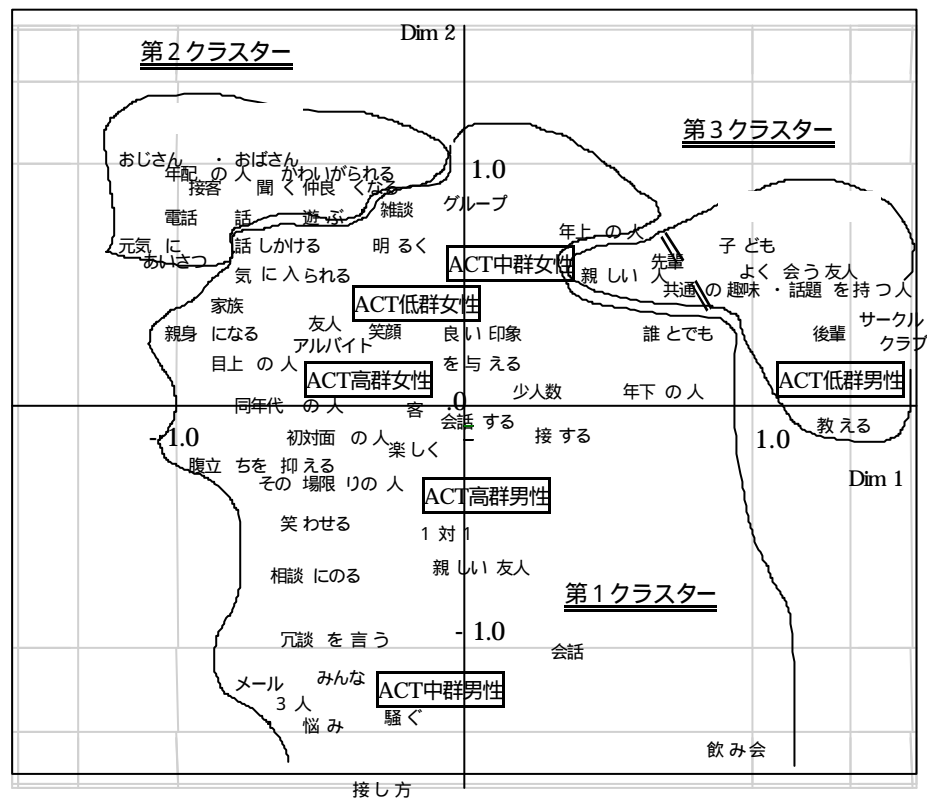 Dim 2
第2クラスター
第3クラスター
おじさん ・ おばさん
年配 の 人 かわいがられる
接客 聞 く 仲良 くなる
1.0
グループ
雑談
電話 話 遊 ぶ
年上 の 人
元気 に 話 しかける 明 るく
子 ども
あいさつ
ACT中群女性
先輩
気 に 入 られる
親 しい 人
よく 会 う 友人
共通 の 趣味 ・ 話題 を 持 つ 人
家族
ACT低群女性
サークル
友人
親身 になる
笑顔
良 い 印象
誰 とでも
後輩
クラブ
アルバイト
目上 の 人
を 与 える
ACT高群女性
ACT低群男性
少人数
年下 の 人
同年代 の 人
客
.0
会話 する
教 える
- 1.0
初対面 の 人
楽 しく
接 する
1.0
腹立 ちを 抑 える
その 場限 りの 人
Dim 1
ACT高群男性
笑 わせる
1 対 1
相談 にのる
親 しい 友人
第1クラスター
冗談 を 言 う
- 1.0
会話
メール
みんな
ACT中群男性
3 人
悩 み
騒 ぐ
飲 み 会
接 し 方